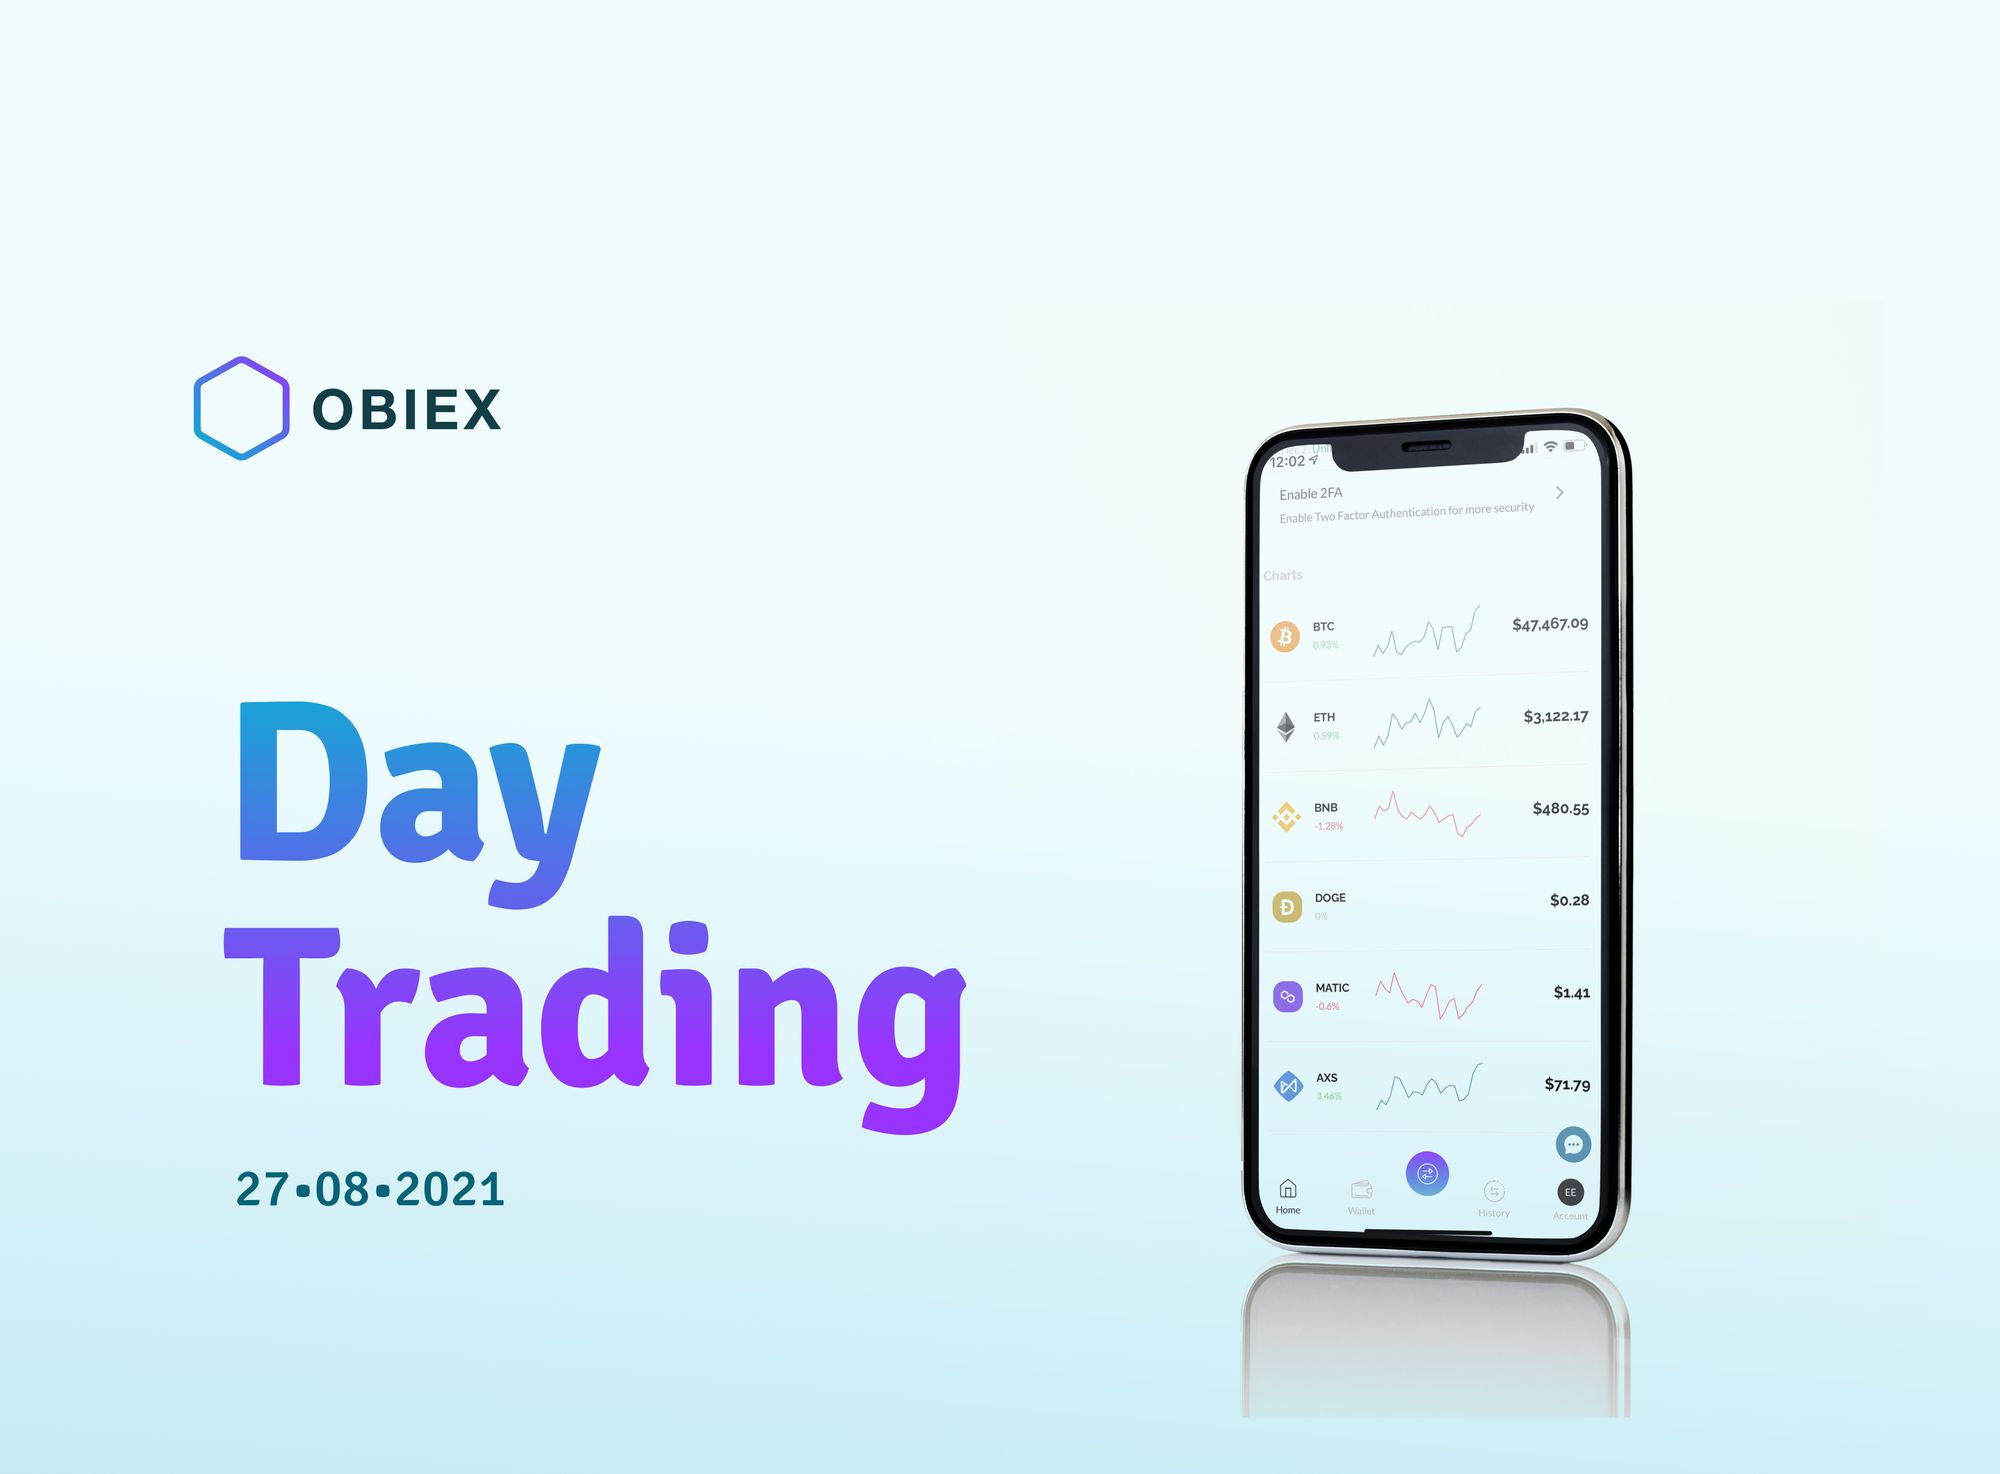 OBIEX
Day
Trading
27•08•2021
12:02
Enable 2FA
Enable Two Factor Authentication for more security
Charts
BTC
0.93%
$47,467.09
ETH
0.59%
$3,122.17
BNB
-1.28%
$480.55
DOGE
0%
$0.28
MATIC
-0.6%
$1.41
AXS
3.46%
$71.79
Home
Wallet
History
EE
Account